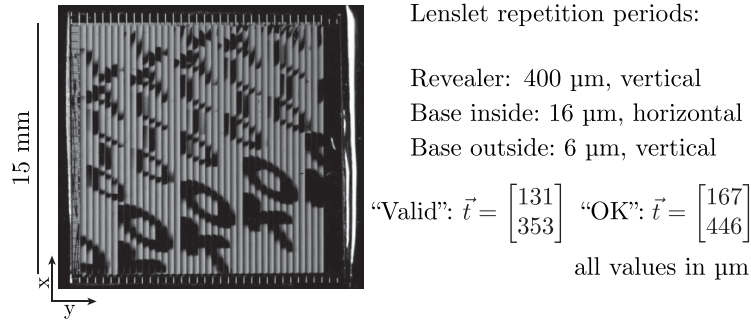 Lenslet repetition periods:
Revealer: 400 µm, vertical
Base inside: 16 µm, horizontal
Base outside: 6 µm, vertical
“Valid”: t⃗ = [131 353] “OK”: t⃗ = [167 446]
all values in µm
15 mm
x
y